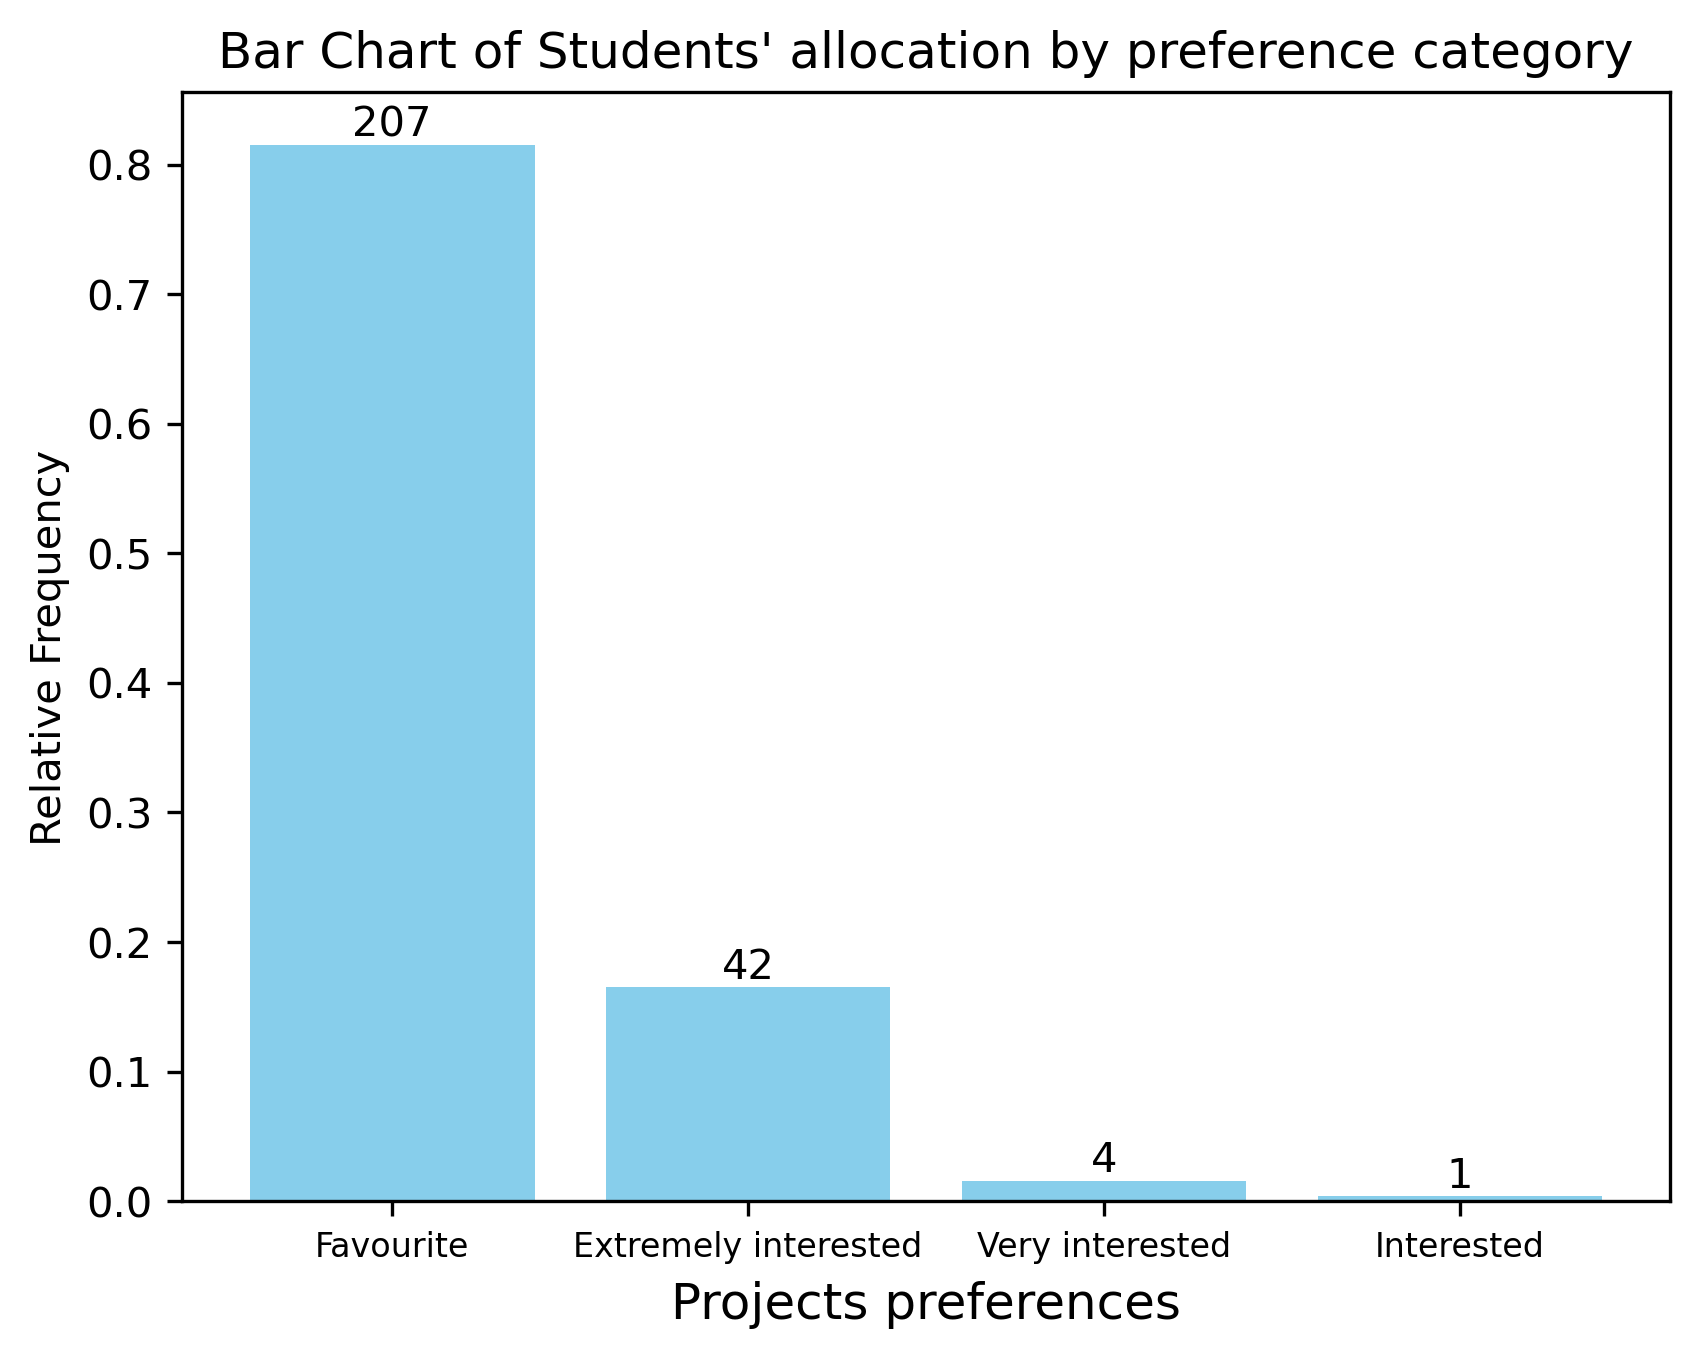 Bar Chart of Students' allocation by preference category
207
0.8
0.7
0.6
0.5
0.4
0.3
0.2
0.1
0.0
Relative Frequency
42
4
1
Favourite
Extremely interested
Very interested
Interested
Projects preferences